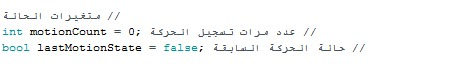 // متغيرات الحالة
int motionCount = 0; // عدد مرات تسجيل الحركة
bool lastMotionState = false; // حالة الحركة السابقة